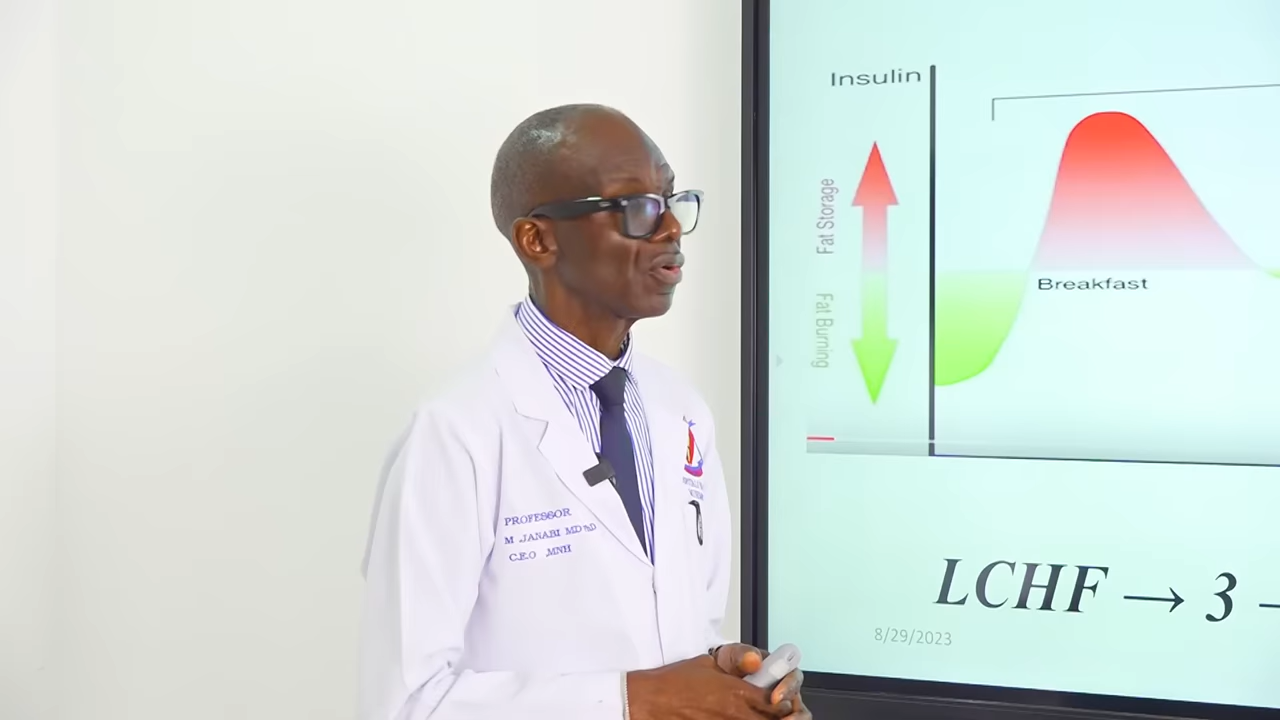 Insulin
Fat Storage
Fat Burning
Breakfast
LCHF → 3
8/29/2023
PROFESSOR
M JANABI MD PhD
C.E.O MNH